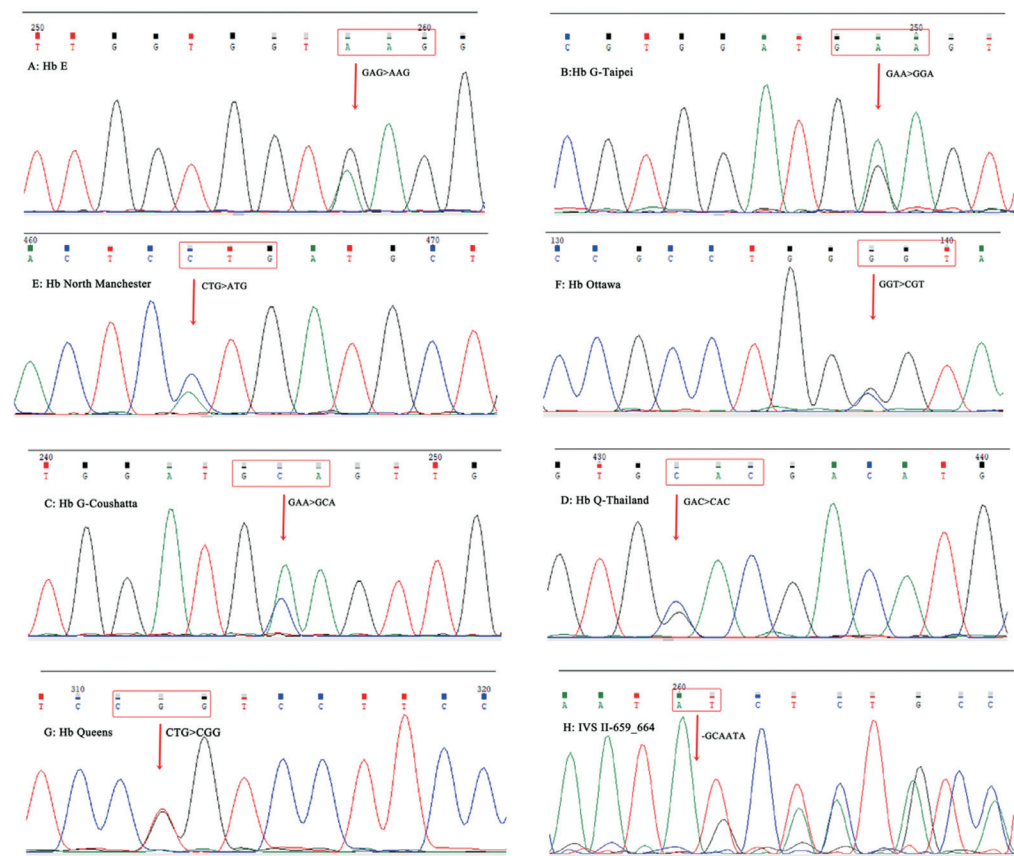 250 260
T T G G T G G T A A G G
A: Hb E
GAG>AAG
250
C G T G G A T G A A G T
B:Hb G-Taipei
GAA>GGA
460 470
A C T C C T G A T G C T
E: Hb North Manchester
CTG>ATG
130 140
C C G C C T G G G G T A
F: Hb Ottawa
GGT>CGT
240 250
T G G A T G C A G T T G
C: Hb G-Coushatta
GAA>GCA
430 440
G T G C A C G A C A T G
D: Hb Q-Thailand
GAC>CAC
310 320
T C C G G T C C T T C C
G: Hb Queens
CTG>CGG
260
A A T A T C T C T G C C
H: IVS II-659_664
-GCAATA